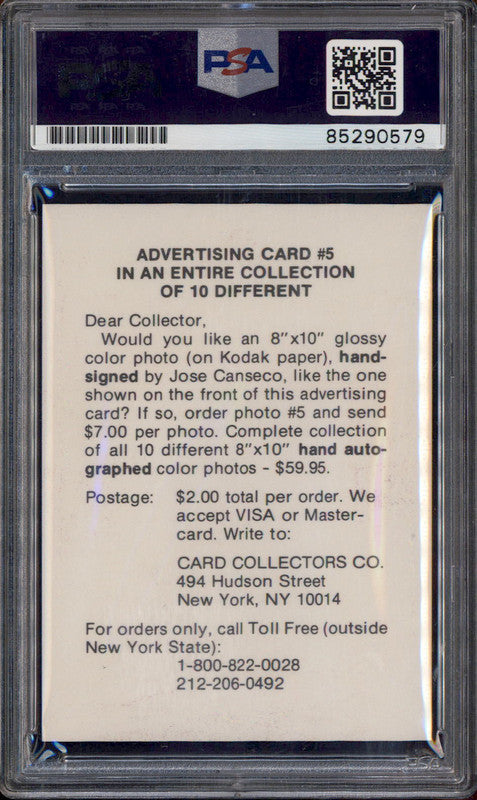 PSA
85290579
ADVERTISING CARD #5
IN AN ENTIRE COLLECTION
OF 10 DIFFERENT
Dear Collector,
Would you like an 8"x10" glossy
color photo (on Kodak paper), hand-
signed by Jose Canseco, like the one
shown on the front of this advertising
card? If so, order photo #5 and send
$7.00 per photo. Complete collection
of all 10 different 8"x10" hand auto-
graphed color photos - $59.95.
Postage: $2.00 total per order. We
accept VISA or Master-
card. Write to:
CARD COLLECTORS CO.
494 Hudson Street
New York, NY 10014
For orders only, call Toll Free (outside
New York State):
1-800-822-0028
212-206-0492
PSA